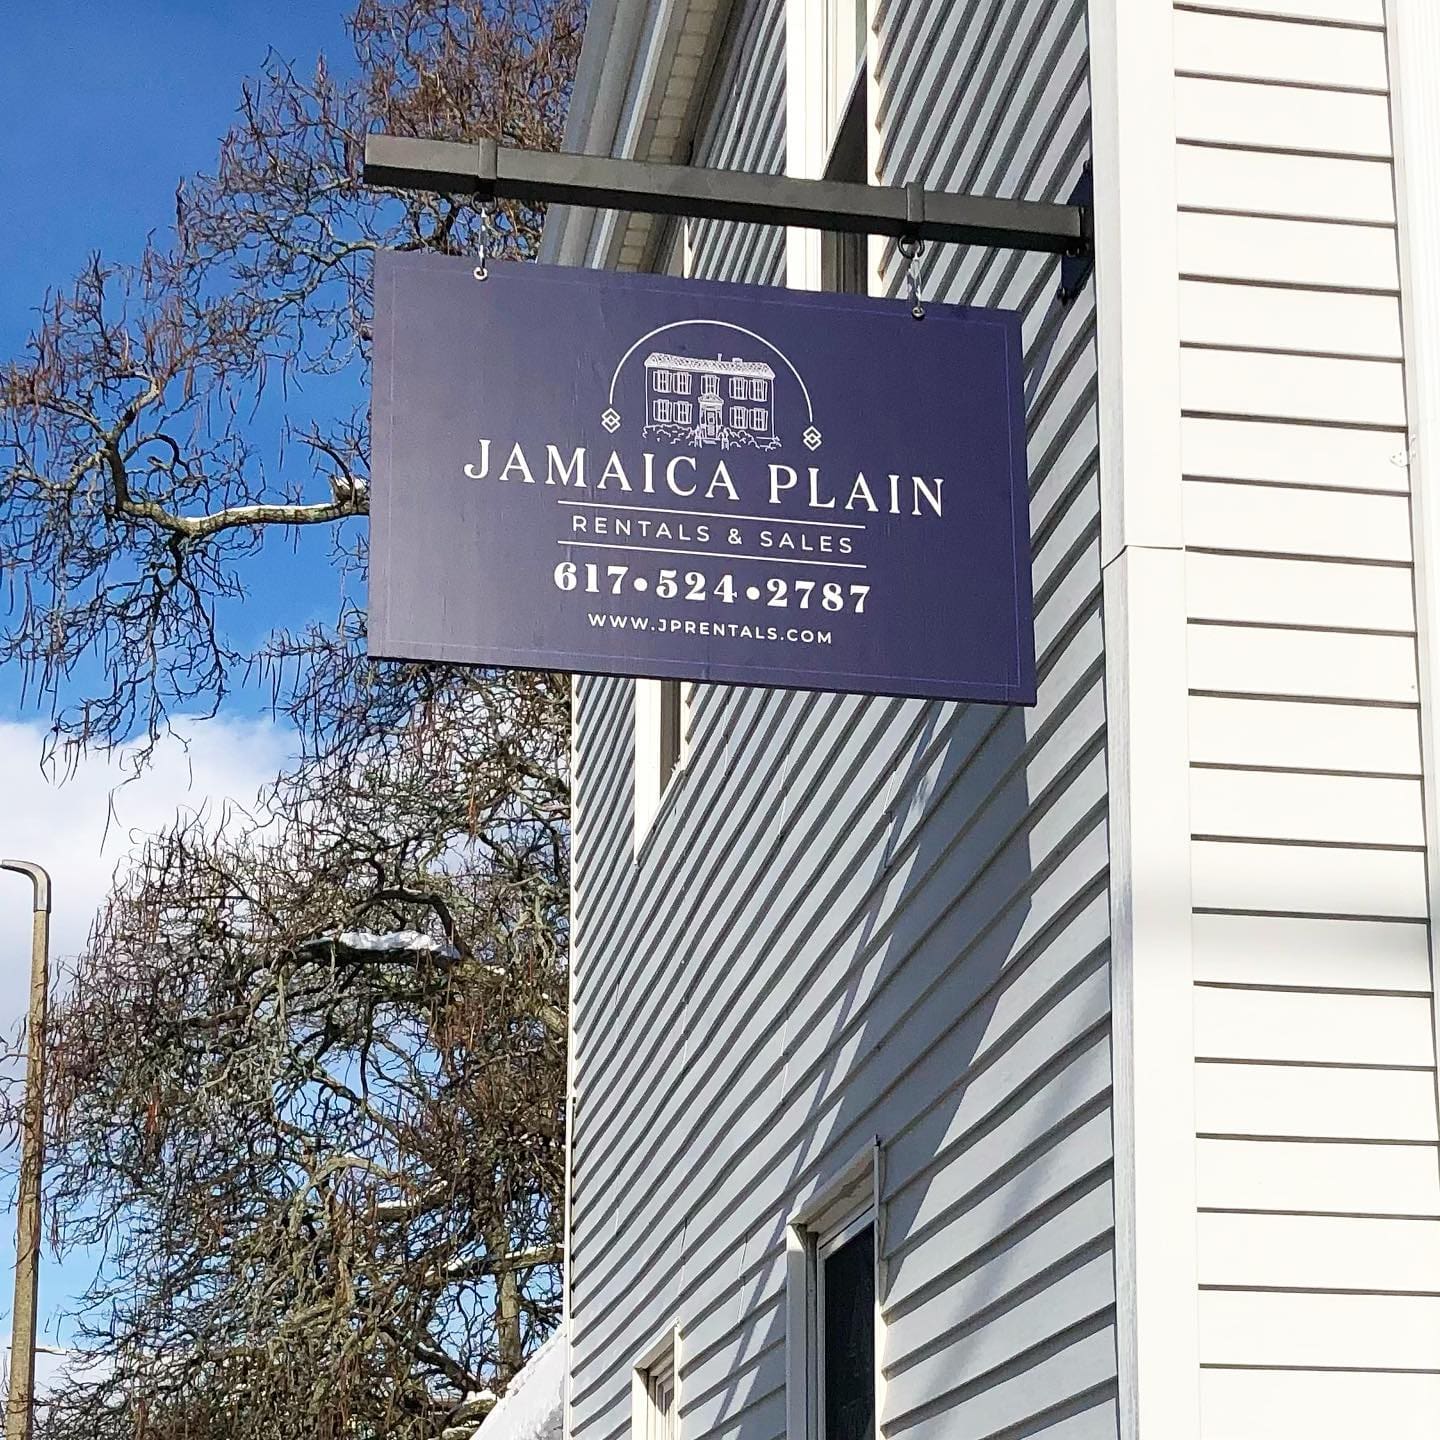 JAMAICA PLAIN
RENTALS & SALES
617•524•2787
WWW.JPRENTALS.COM